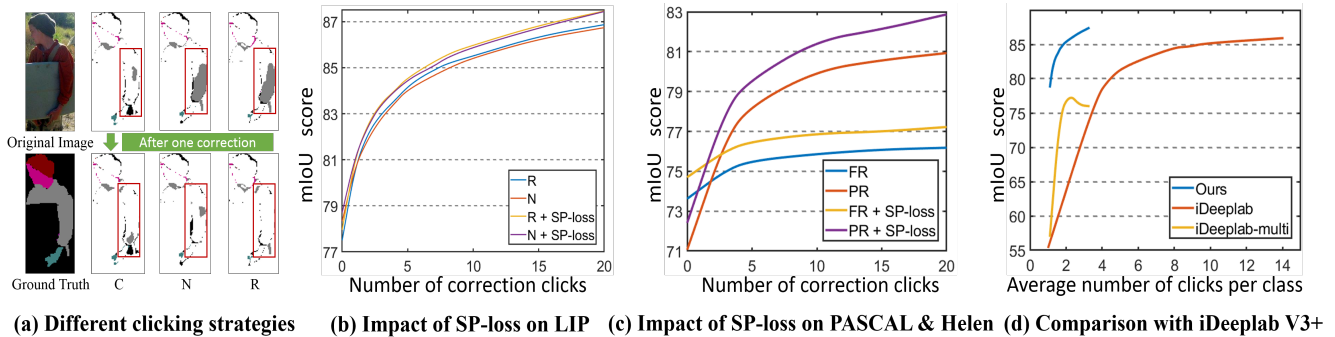 Original Image
After one correction
Ground Truth
C
N
R
(a) Different clicking strategies
mIoU score
87
85
83
81
79
77
0
5
10
15
20
R
N
R + SP-loss
N + SP-loss
Number of correction clicks
(b) Impact of SP-loss on LIP
mIoU score
83
81
79
77
75
73
71
0
4
8
12
16
20
FR
PR
FR + SP-loss
PR + SP-loss
Number of correction clicks
(c) Impact of SP-loss on PASCAL & Helen
mIoU score
85
80
75
70
65
60
55
0
2
4
6
8
10
12
14
Ours
iDeeplab
iDeeplab-multi
Average number of clicks per class
(d) Comparison with iDeeplab V3+